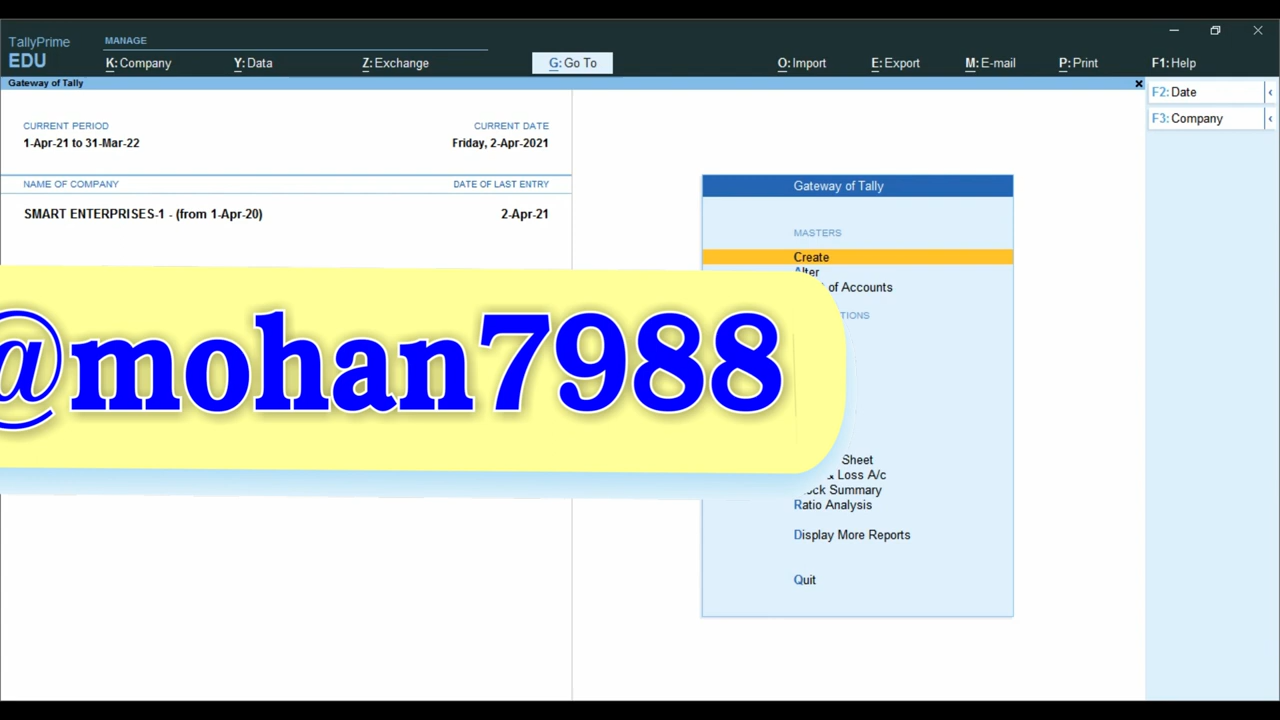 TallyPrime
EDU
MANAGE
K: Company
Y: Data
Z: Exchange
G: Go To
O: Import
E: Export
M: E-mail
P: Print
F1: Help
Gateway of Tally
F2: Date
F3: Company
CURRENT PERIOD
CURRENT DATE
1-Apr-21 to 31-Mar-22
Friday, 2-Apr-2021
NAME OF COMPANY
DATE OF LAST ENTRY
SMART ENTERPRISES-1 - (from 1-Apr-20)
2-Apr-21
Gateway of Tally
MASTERS
Create
Alter
of Accounts
@mohan7988
Sheet
& Loss A/c
Stock Summary
Ratio Analysis
Display More Reports
Quit